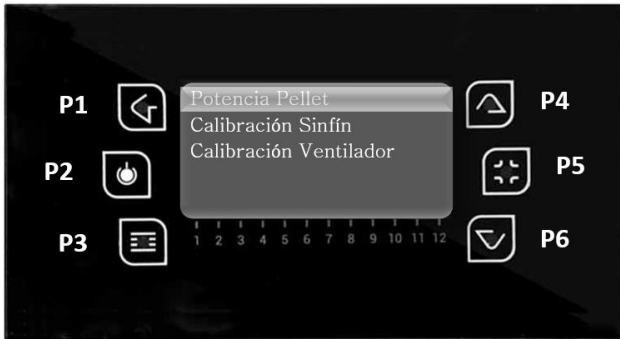 P1
Potencia Pellet
P4
Calibración Sinfín
Calibración Ventilador
P2
P5
P3
1 2 3 4 5 6 7 8 9 10 11 12
P6